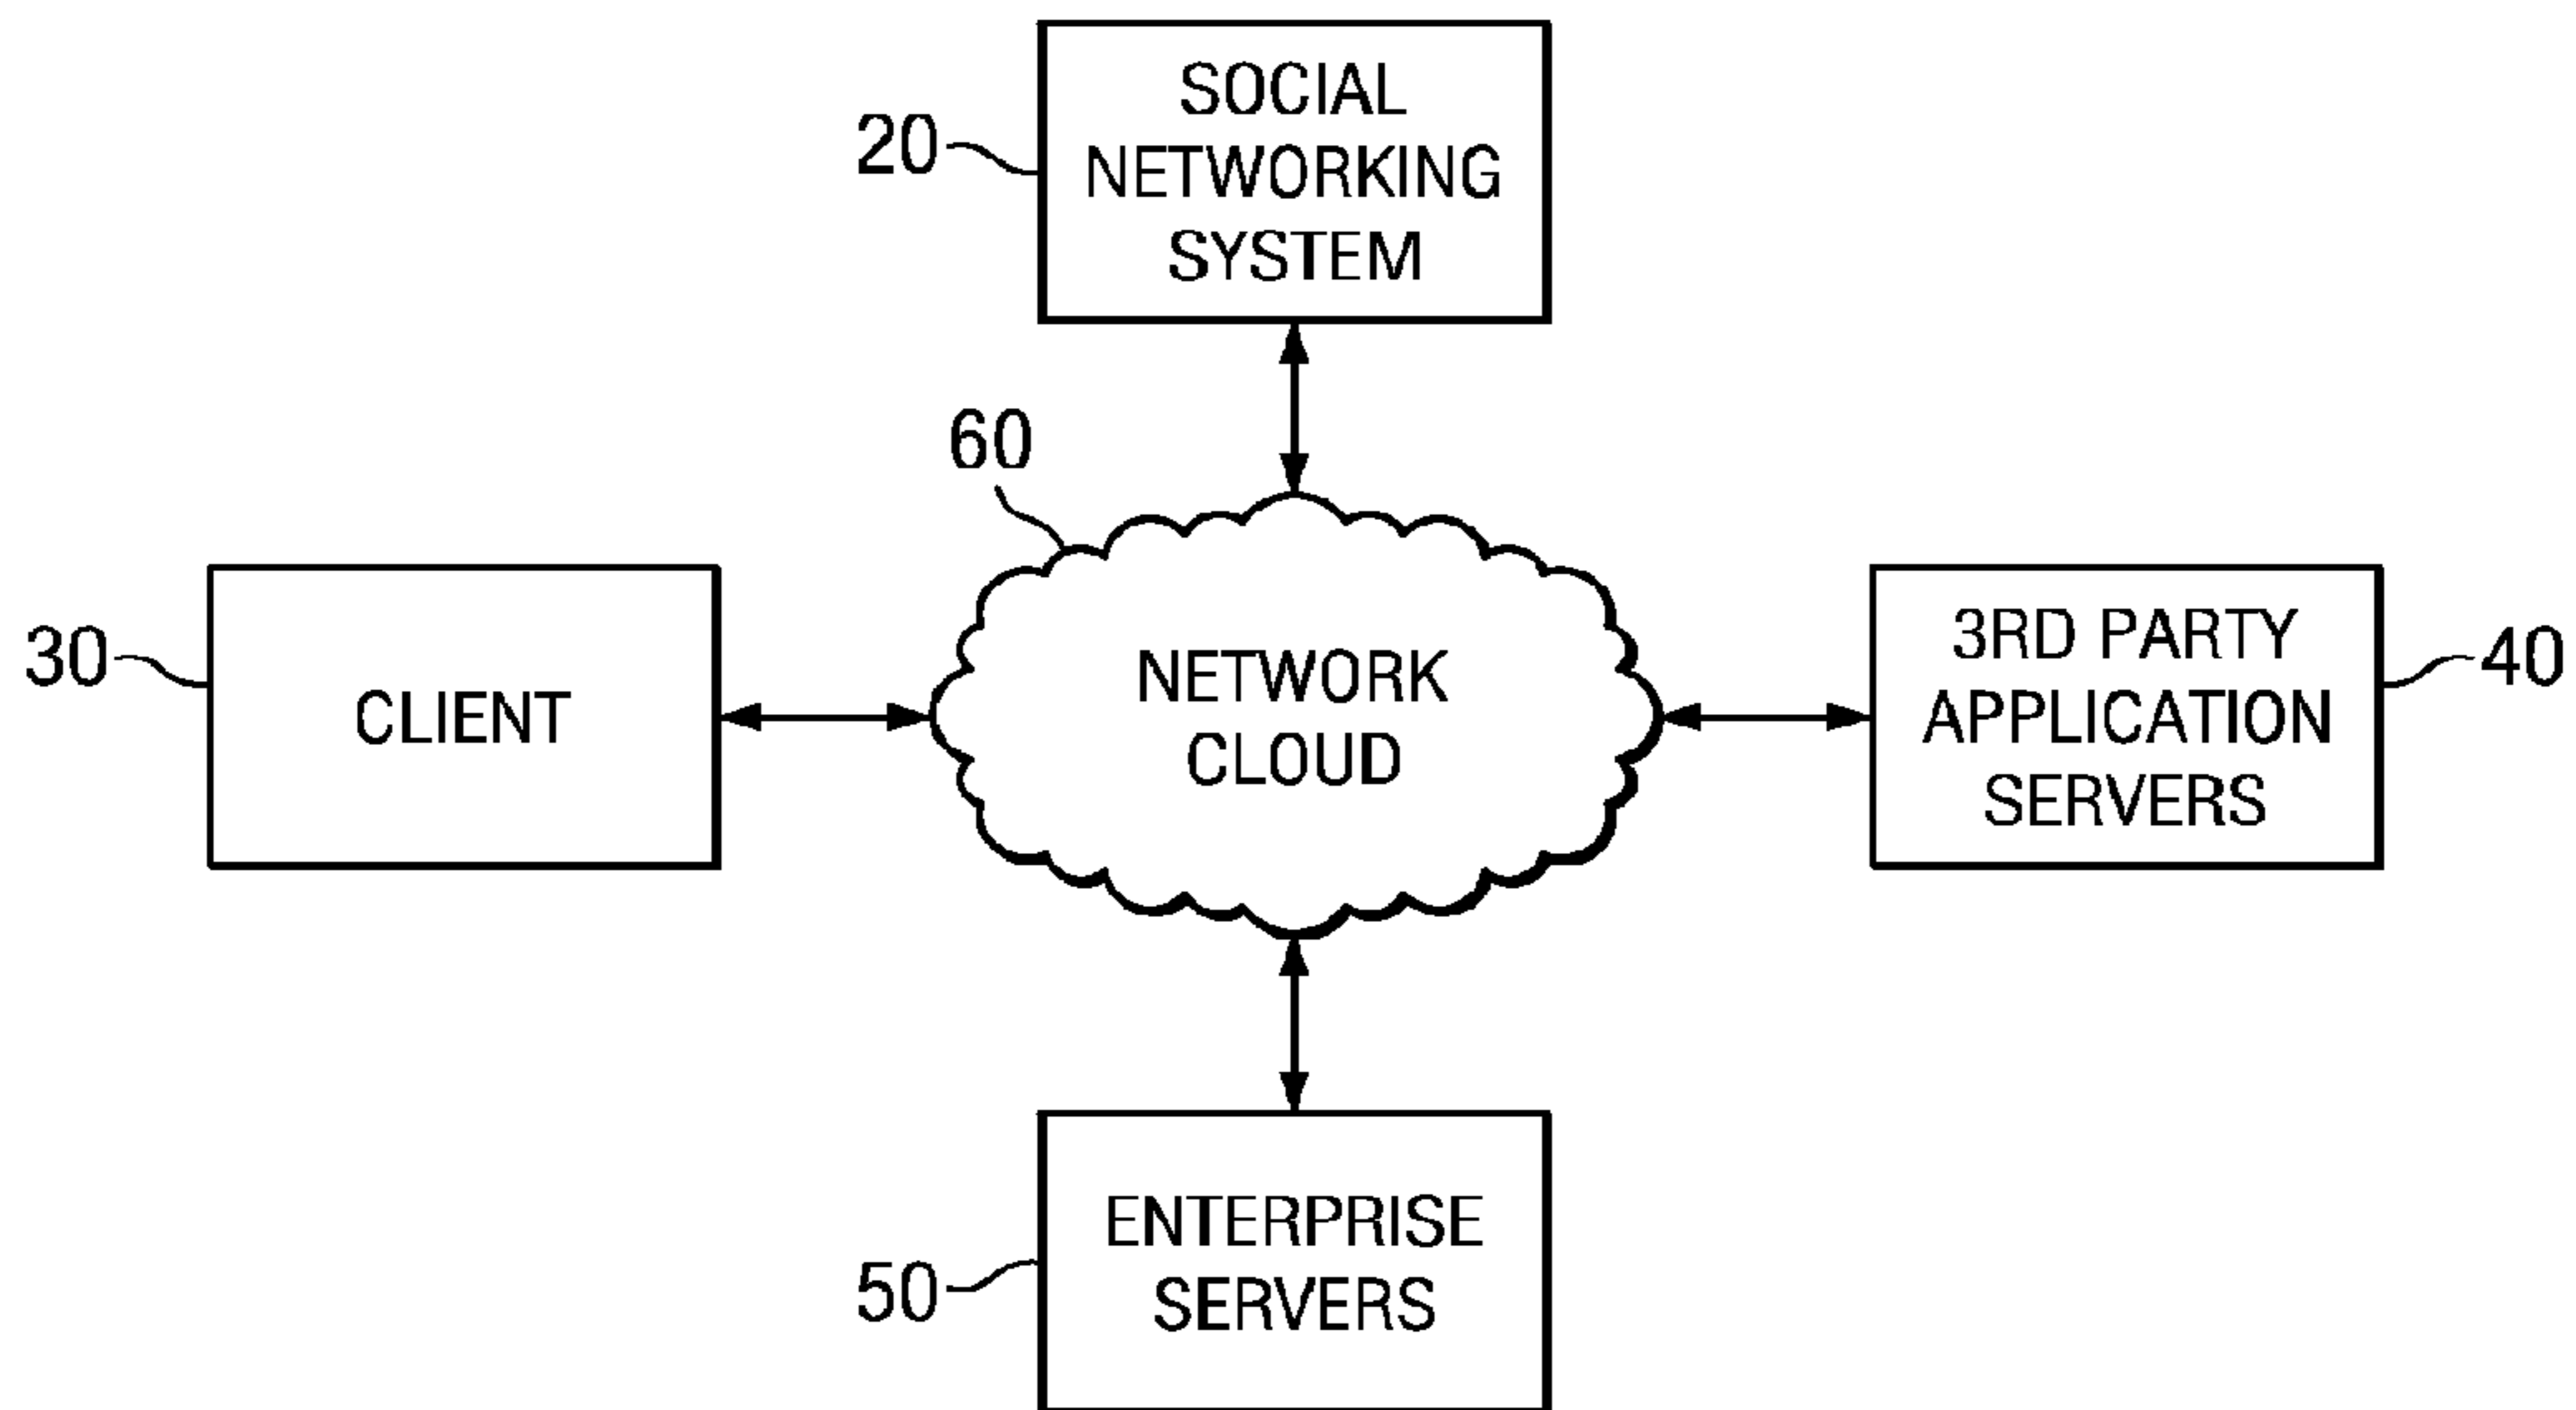 SOCIAL
NETWORKING
SYSTEM
20
60
30
CLIENT
NETWORK
CLOUD
3RD PARTY
APPLICATION
SERVERS
40
50
ENTERPRISE
SERVERS